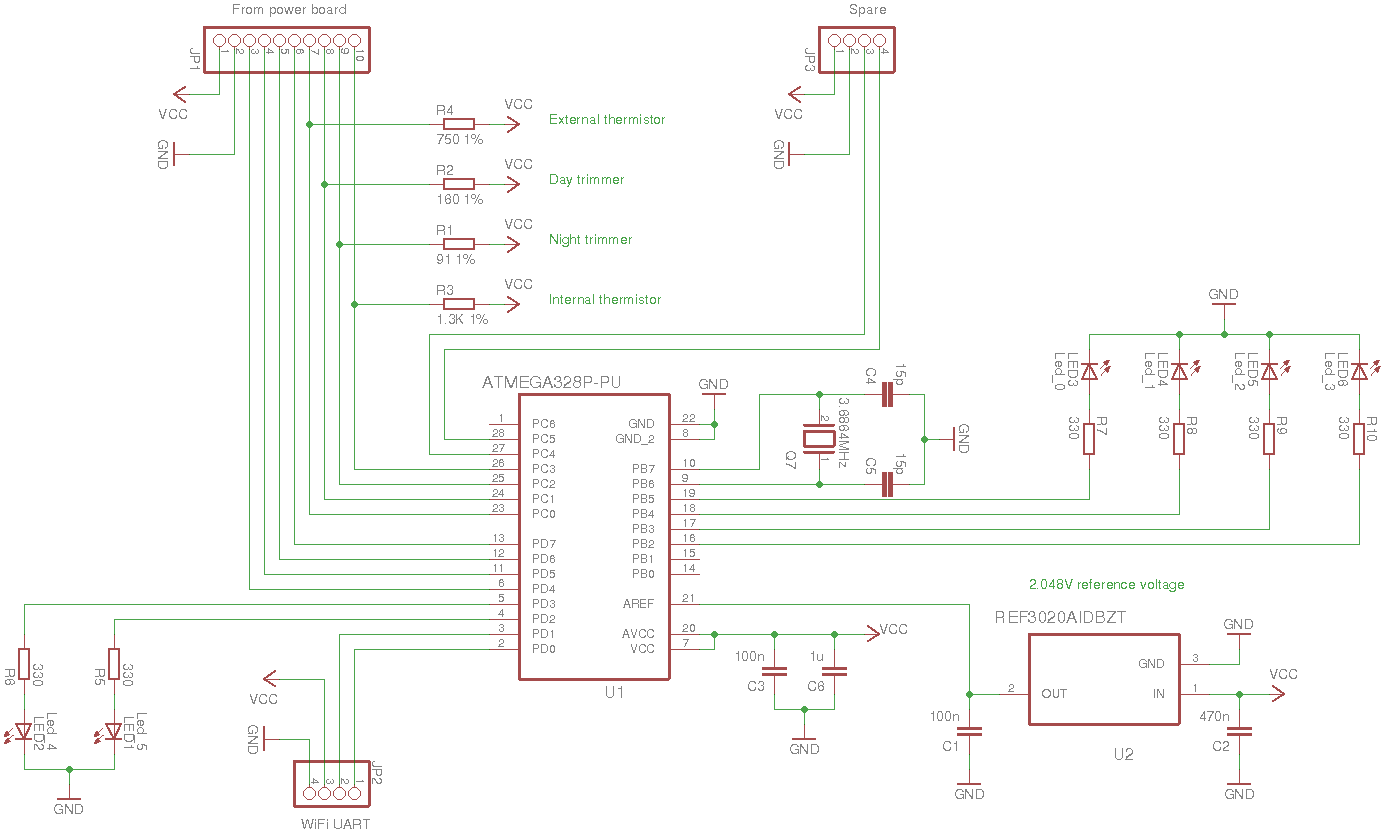 From power board
Spare
JP1
1
2
3
4
5
6
7
8
9
10
JP3
1
2
3
4
VCC
GND
VCC
GND
R4
750 1%
VCC
External thermistor
R2
160 1%
VCC
Day trimmer
R1
91 1%
VCC
Night trimmer
R3
1.3K 1%
VCC
Internal thermistor
GND
LED3
Led_0
LED4
Led_1
LED5
Led_2
LED6
Led_3
R7
330
R8
330
R9
330
R10
330
ATMEGA328P-PU
GND
1 PC6
28 PC5
27 PC4
26 PC3
25 PC2
24 PC1
23 PC0
13 PD7
12 PD6
11 PD5
6 PD4
5 PD3
4 PD2
3 PD1
2 PD0
GND 22
GND_2 8
PB7 10
PB6 9
PB5 19
PB4 18
PB3 17
PB2 16
PB1 15
PB0 14
AREF 21
AVCC 20
VCC 7
U1
C4
15p
C5
15p
3.6864MHz
Q7
2
1
GND
VCC
100n
C3
1u
C6
GND
2.048V reference voltage
REF3020AIDBZT
GND
GND 3
2 OUT
IN 1
VCC
U2
100n
C1
GND
470n
C2
GND
R6
330
R5
330
Led_4
LED2
Led_5
LED1
GND
VCC
GND
JP2
4
3
2
1
WiFi UART